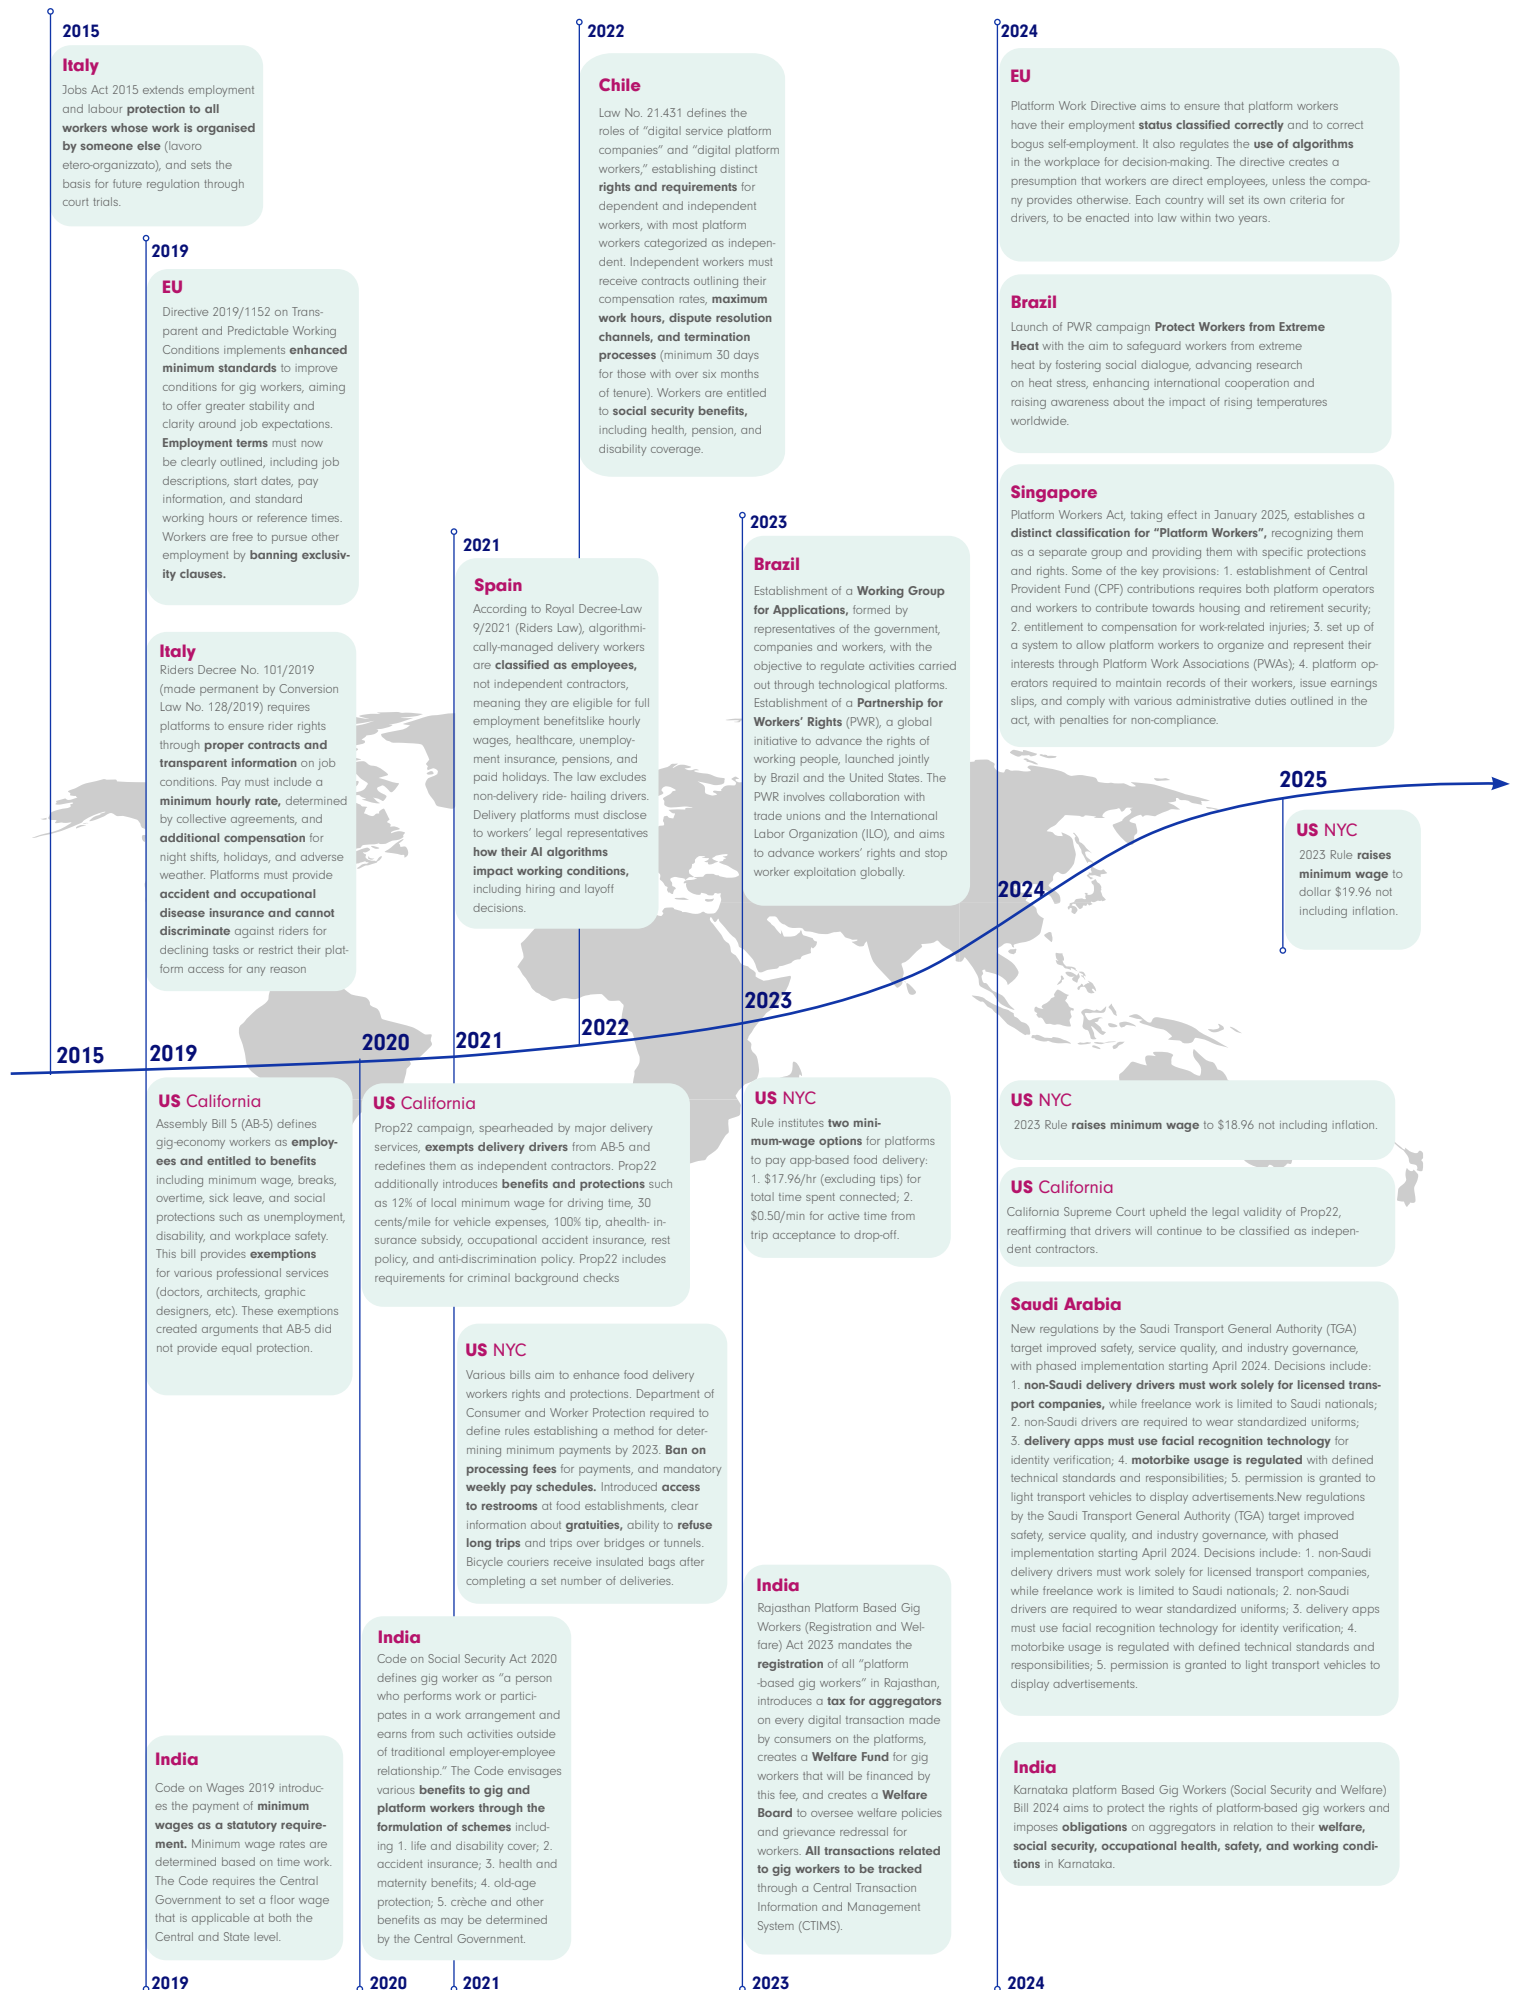 2015
Italy
Jobs Act 2015 extends employment
and labour protection to all
workers whose work is organised
by someone else (lavoro
etero-organizzato), and sets the
basis for future regulation through
court trials.
2019
EU
Directive 2019/1152 on Trans-
parent and Predictable Working
Conditions implements enhanced
minimum standards to improve
conditions for gig workers, aiming
to offer greater stability and
clarity around job expectations.
Employment terms must now
be clearly outlined, including job
descriptions, start dates, pay
information, and standard
working hours or reference times.
Workers are free to pursue other
employment by banning exclusiv-
ity clauses.
Italy
Riders Decree No. 101/2019
(made permanent by Conversion
Law No. 128/2019) requires
platforms to ensure rider rights
through proper contracts and
transparent information on job
conditions. Pay must include a
minimum hourly rate, determined
by collective agreements, and
additional compensation for
night shifts, holidays, and adverse
weather. Platforms must provide
accident and occupational
disease insurance and cannot
discriminate against riders for
declining tasks or restrict their plat-
form access for any reason
2021
Spain
According to Royal Decree-Law
9/2021 (Riders Law), algorithmi-
cally-managed delivery workers
are classified as employees,
not independent contractors,
meaning they are eligible for full
employment benefitslike hourly
wages, healthcare, unemploy-
ment insurance, pensions, and
paid holidays. The law excludes
non-delivery ride- hailing drivers.
Delivery platforms must disclose
to workers' legal representatives
how their AI algorithms
impact working conditions,
including hiring and layoff
decisions.
2022
Chile
Law No. 21.431 defines the
roles of "digital service platform
companies" and "digital platform
workers," establishing distinct
rights and requirements for
dependent and independent
workers, with most platform
workers categorized as indepen-
dent. Independent workers must
receive contracts outlining their
compensation rates, maximum
work hours, dispute resolution
channels, and termination
processes (minimum 30 days
for those with over six months
of tenure). Workers are entitled
to social security benefits,
including health, pension, and
disability coverage.
2023
Brazil
Establishment of a Working Group
for Applications, formed by
representatives of the government,
companies and workers, with the
objective to regulate activities carried
out through technological platforms.
Establishment of a Partnership for
Workers' Rights (PWR), a global
initiative to advance the rights of
working people, launched jointly
by Brazil and the United States. The
PWR involves collaboration with
trade unions and the International
Labor Organization (ILO), and aims
to advance workers' rights and stop
worker exploitation globally.
2024
EU
Platform Work Directive aims to ensure that platform workers
have their employment status classified correctly and to correct
bogus self-employment. It also regulates the use of algorithms
in the workplace for decision-making. The directive creates a
presumption that workers are direct employees, unless the compa-
ny provides otherwise. Each country will set its own criteria for
drivers, to be enacted into law within two years.
Brazil
Launch of PWR campaign Protect Workers from Extreme
Heat with the aim to safeguard workers from extreme
heat by fostering social dialogue, advancing research
on heat stress, enhancing international cooperation and
raising awareness about the impact of rising temperatures
worldwide.
Singapore
Platform Workers Act, taking effect in January 2025, establishes a
distinct classification for "Platform Workers", recognizing them
as a separate group and providing them with specific protections
and rights. Some of the key provisions: 1. establishment of Central
Provident Fund (CPF) contributions requires both platform operators
and workers to contribute towards housing and retirement security;
2. entitlement to compensation for work-related injuries; 3. set up of
a system to allow platform workers to organize and represent their
interests through Platform Work Associations (PWAs); 4. platform op-
erators required to maintain records of their workers, issue earnings
slips, and comply with various administrative duties outlined in the
act, with penalties for non-compliance.
2025
US NYC
2023 Rule raises
minimum wage to
dollar $19.96 not
including inflation.
2015
2019
2020
2021
2022
2023
2024
US California
Assembly Bill 5 (AB-5) defines
gig-economy workers as employ-
ees and entitled to benefits
including minimum wage, breaks,
overtime, sick leave, and social
protections such as unemployment,
disability, and workplace safety.
This bill provides exemptions
for various professional services
(doctors, architects, graphic
designers, etc). These exemptions
created arguments that AB-5 did
not provide equal protection.
India
Code on Wages 2019 introduc-
es the payment of minimum
wages as a statutory require-
ment. Minimum wage rates are
determined based on time work.
The Code requires the Central
Government to set a floor wage
that is applicable at both the
Central and State level.
2019
US California
Prop22 campaign, spearheaded by major delivery
services, exempts delivery drivers from AB-5 and
redefines them as independent contractors. Prop22
additionally introduces benefits and protections such
as 12% of local minimum wage for driving time, 30
cents/mile for vehicle expenses, 100% tip, ahealth- in-
surance subsidy, occupational accident insurance, rest
policy, and anti-discrimination policy. Prop22 includes
requirements for criminal background checks
US NYC
Various bills aim to enhance food delivery
workers rights and protections. Department of
Consumer and Worker Protection required to
define rules establishing a method for deter-
mining minimum payments by 2023. Ban on
processing fees for payments, and mandatory
weekly pay schedules. Introduced access
to restrooms at food establishments, clear
information about gratuities, ability to refuse
long trips and trips over bridges or tunnels.
Bicycle couriers receive insulated bags after
completing a set number of deliveries.
India
Code on Social Security Act 2020
defines gig worker as "a person
who performs work or partici-
pates in a work arrangement and
earns from such activities outside
of traditional employer-employee
relationship." The Code envisages
various benefits to gig and
platform workers through the
formulation of schemes includ-
ing 1. life and disability cover; 2.
accident insurance; 3. health and
maternity benefits; 4. old-age
protection; 5. crèche and other
benefits as may be determined
by the Central Government.
2020
2021
US NYC
Rule institutes two mini-
mum-wage options for platforms
to pay app-based food delivery:
1. $17.96/hr (excluding tips) for
total time spent connected; 2.
$0.50/min for active time from
trip acceptance to drop-off.
India
Rajasthan Platform Based Gig
Workers (Registration and Wel-
fare) Act 2023 mandates the
registration of all "platform
-based gig workers" in Rajasthan,
introduces a tax for aggregators
on every digital transaction made
by consumers on the platforms,
creates a Welfare Fund for gig
workers that will be financed by
this fee, and creates a Welfare
Board to oversee welfare policies
and grievance redressal for
workers. All transactions related
to gig workers to be tracked
through a Central Transaction
Information and Management
System (CTIMS).
2023
US NYC
2023 Rule raises minimum wage to $18.96 not including inflation.
US California
California Supreme Court upheld the legal validity of Prop22,
reaffirming that drivers will continue to be classified as indepen-
dent contractors.
Saudi Arabia
New regulations by the Saudi Transport General Authority (TGA)
target improved safety, service quality, and industry governance,
with phased implementation starting April 2024. Decisions include:
1. non-Saudi delivery drivers must work solely for licensed trans-
port companies, while freelance work is limited to Saudi nationals;
2. non-Saudi drivers are required to wear standardized uniforms;
3. delivery apps must use facial recognition technology for
identity verification; 4. motorbike usage is regulated with defined
technical standards and responsibilities; 5. permission is granted to
light transport vehicles to display advertisements.New regulations
by the Saudi Transport General Authority (TGA) target improved
safety, service quality, and industry governance, with phased
implementation starting April 2024. Decisions include: 1. non-Saudi
delivery drivers must work solely for licensed transport companies,
while freelance work is limited to Saudi nationals; 2. non-Saudi
drivers are required to wear standardized uniforms; 3. delivery apps
must use facial recognition technology for identity verification; 4.
motorbike usage is regulated with defined technical standards and
responsibilities; 5. permission is granted to light transport vehicles to
display advertisements.
India
Karnataka platform Based Gig Workers (Social Security and Welfare)
Bill 2024 aims to protect the rights of platform-based gig workers and
imposes obligations on aggregators in relation to their welfare,
social security, occupational health, safety, and working condi-
tions in Karnataka.
2024